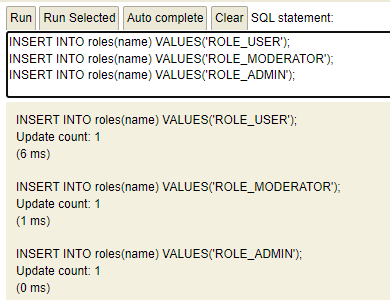 Run Run Selected Auto complete Clear SQL statement:
INSERT INTO roles(name) VALUES('ROLE_USER');
INSERT INTO roles(name) VALUES('ROLE_MODERATOR');
INSERT INTO roles(name) VALUES('ROLE_ADMIN');
INSERT INTO roles(name) VALUES('ROLE_USER');
Update count: 1
(6 ms)
INSERT INTO roles(name) VALUES('ROLE_MODERATOR');
Update count: 1
(1 ms)
INSERT INTO roles(name) VALUES('ROLE_ADMIN');
Update count: 1
(0 ms)